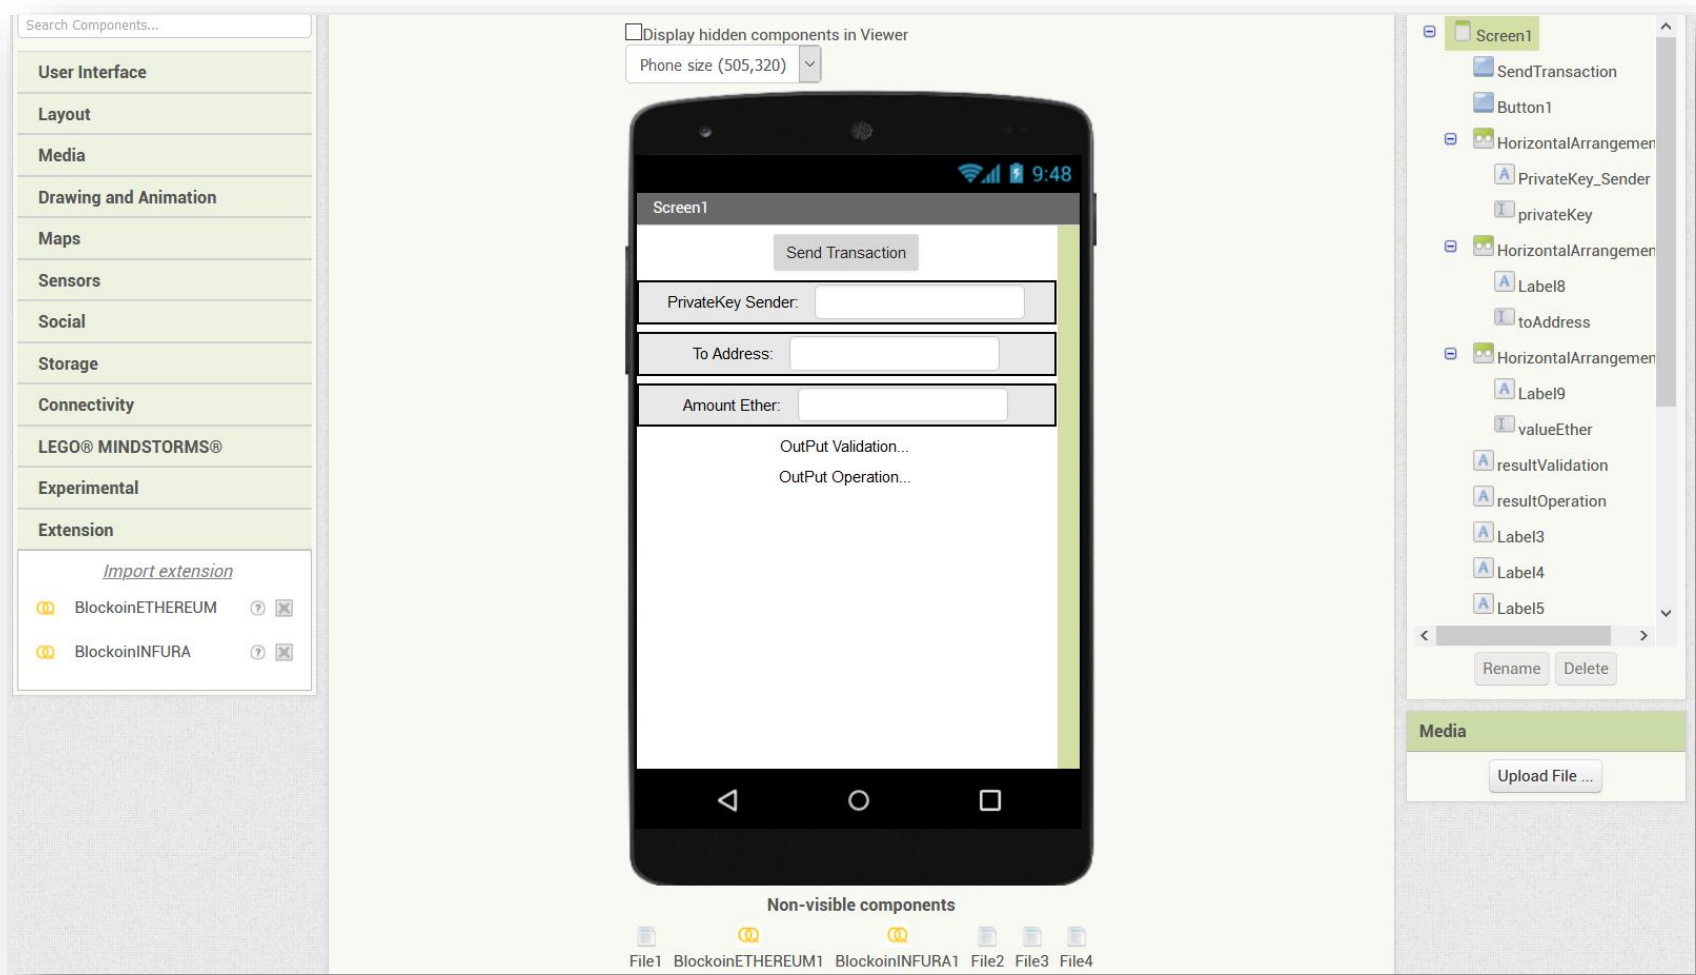 Search Components...
User Interface
Layout
Media
Drawing and Animation
Maps
Sensors
Social
Storage
Connectivity
LEGO® MINDSTORMS®
Experimental
Extension
Import extension
BlockoinETHEREUM ?
BlockoinINFURA ?
Display hidden components in Viewer
Phone size (505,320)
9:48
Screen1
Send Transaction
PrivateKey Sender:
To Address:
Amount Ether:
OutPut Validation...
OutPut Operation...
Non-visible components
File1 BlockoinETHEREUM1 BlockoinINFURA1 File2 File3 File4
Screen1
SendTransaction
Button1
HorizontalArrangemen
PrivateKey_Sender
privateKey
HorizontalArrangemen
Label8
toAddress
HorizontalArrangemen
Label9
valueEther
resultValidation
resultOperation
Label3
Label4
Label5
Rename Delete
Media
Upload File ...